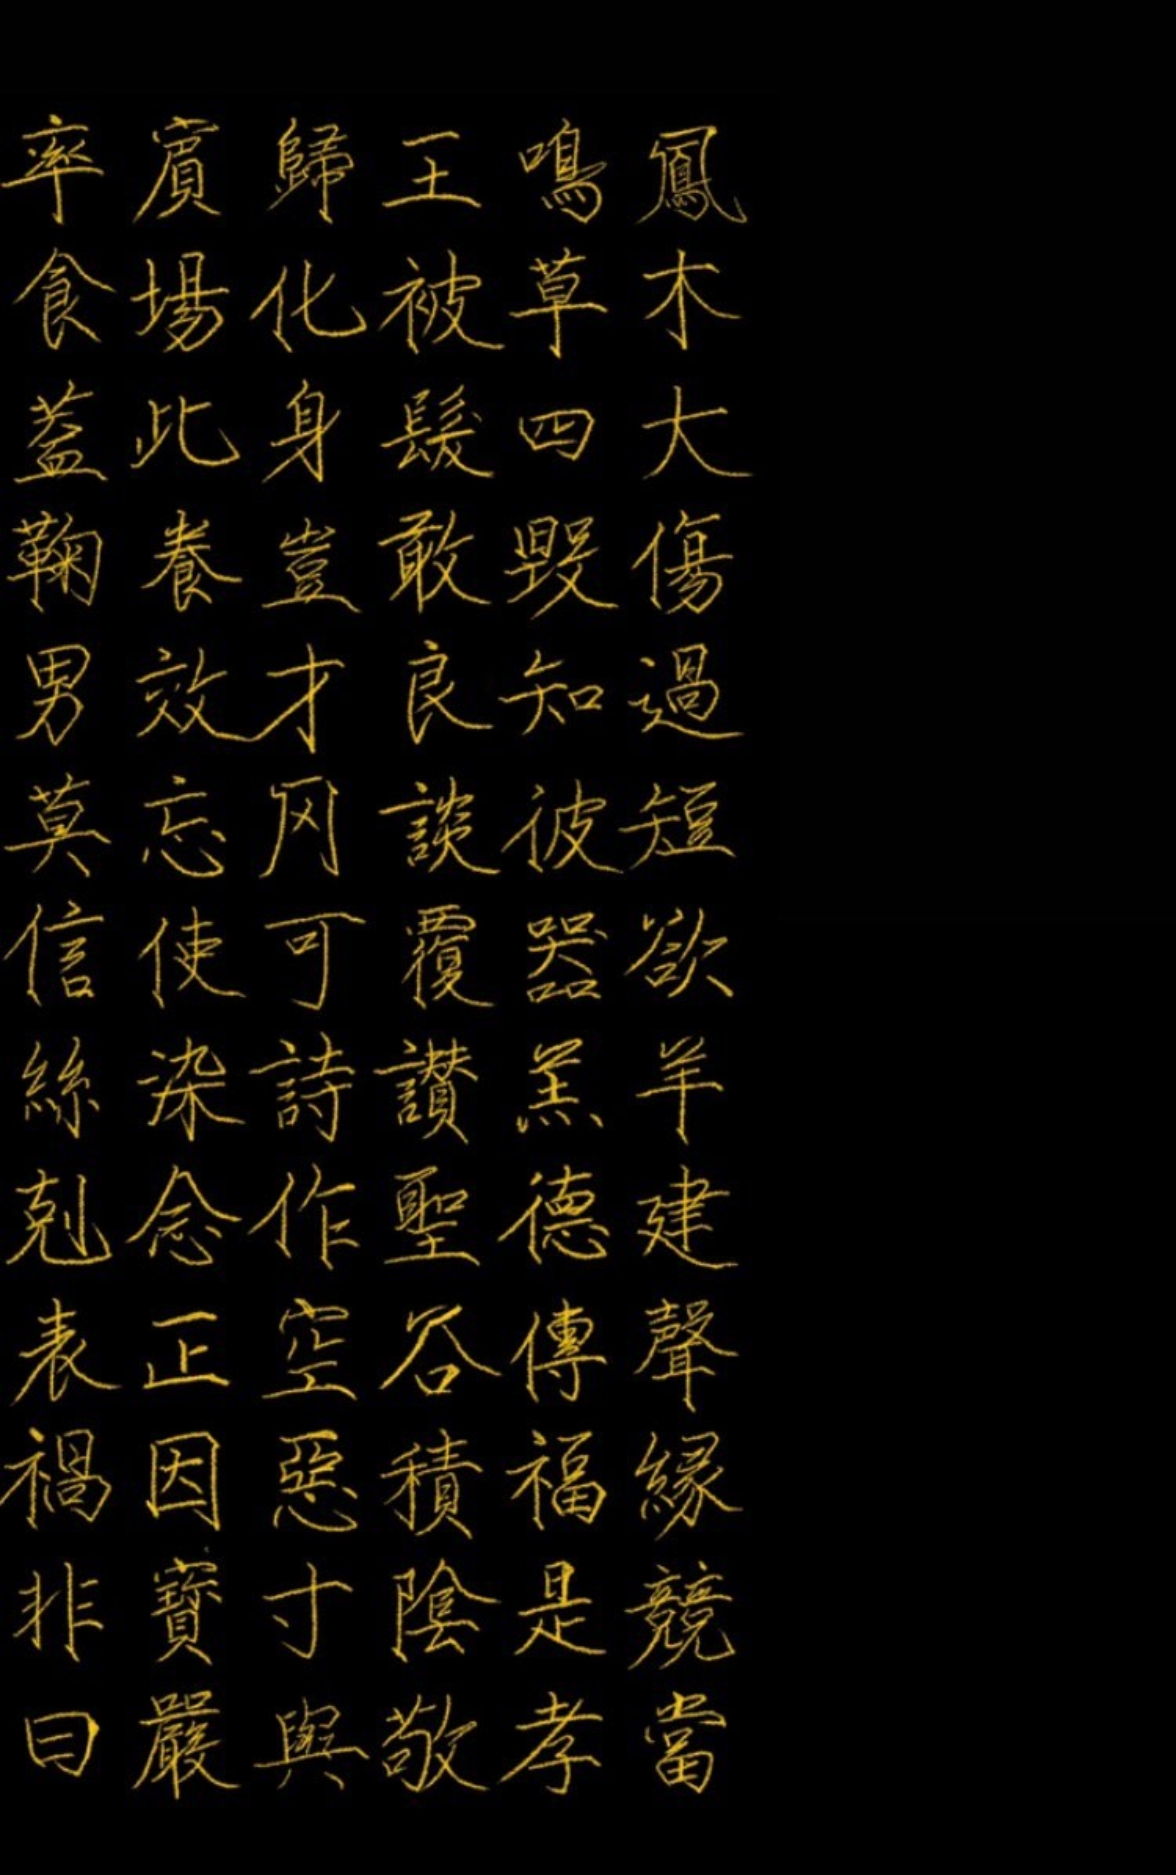 率賓歸王鳴鳳
食場化被草木
蓋此身髮四大
鞠養豈敢毀傷
男效才良知過
莫忘罔談彼短
信使可覆器欲
絲染詩讚羔羊
剋念作聖德建
表正空谷傳聲
禍因惡積福緣
非寶寸陰是競
曰嚴與敬孝當